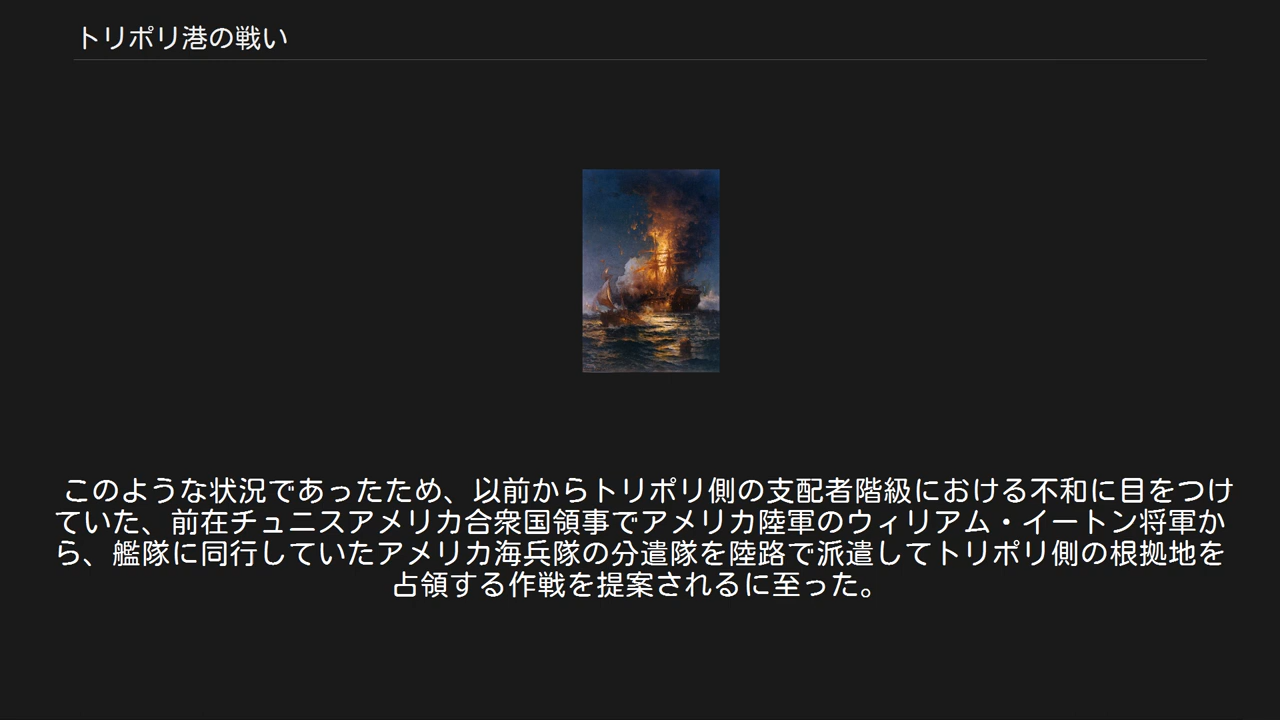 トリポリ港の戦い
このような状況であったため、以前からトリポリ側の支配者階級における不和に目をつけ
ていた、前在チュニスアメリカ合衆国領事でアメリカ陸軍のウィリアム・イートン将軍か
ら、艦隊に同行していたアメリカ海兵隊の分遣隊を陸路で派遣してトリポリ側の根拠地を
占領する作戦を提案されるに至った。